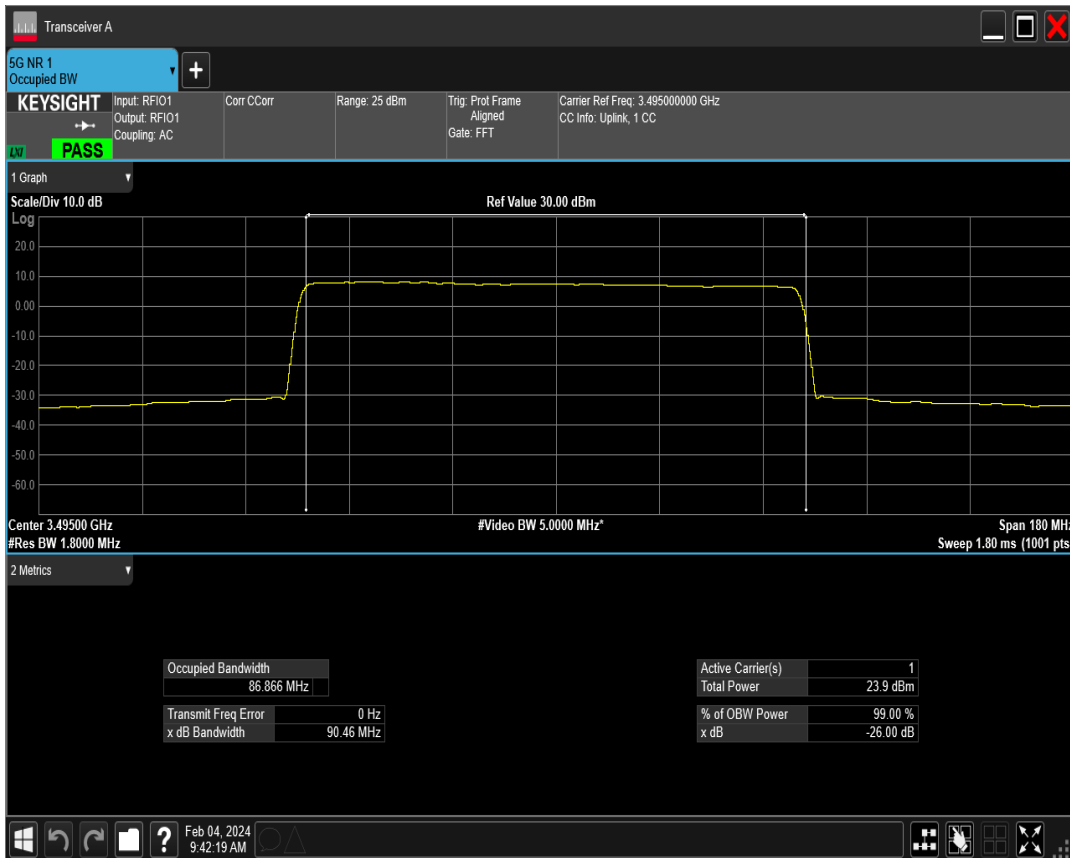 Transceiver A
5G NR 1
Occupied BW
KEYSIGHT
LXI
PASS
Input: RFIO1
Output: RFIO1
Coupling: AC
Corr CCorr
Range: 25 dBm
Trig: Prot Frame
Aligned
Gate: FFT
Carrier Ref Freq: 3.495000000 GHz
CC Info: Uplink, 1 CC
1 Graph
Scale/Div 10.0 dB
Ref Value 30.00 dBm
Log
20.0
10.0
0.00
-10.0
-20.0
-30.0
-40.0
-50.0
-60.0
Center 3.49500 GHz
#Video BW 5.0000 MHz*
Span 180 MHz
#Res BW 1.8000 MHz
Sweep 1.80 ms (1001 pts
2 Metrics
Occupied Bandwidth
86.866 MHz
Transmit Freq Error 0 Hz
x dB Bandwidth 90.46 MHz
Active Carrier(s) 1
Total Power 23.9 dBm
% of OBW Power 99.00 %
x dB -26.00 dB
Feb 04, 2024
9:42:19 AM